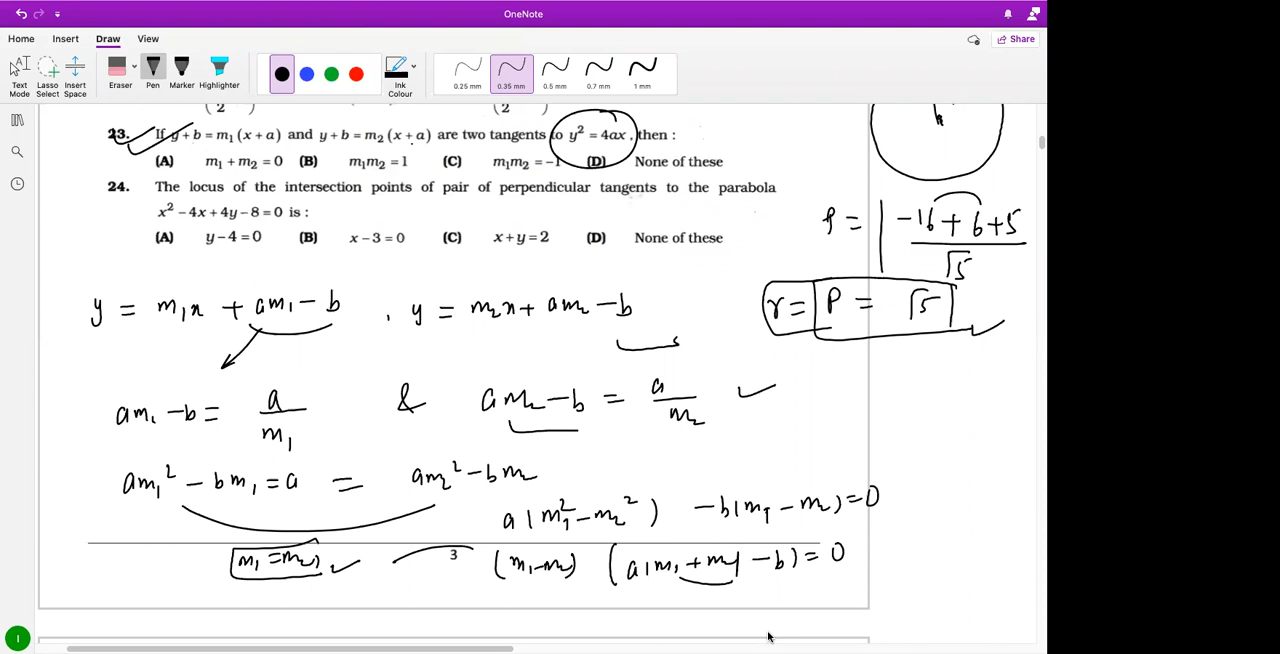 OneNote
Home Insert Draw View
Share
Text Mode
Lasso Select
Insert Space
Eraser
Pen
Marker
Highlighter
Ink Colour
0.25 mm
0.35 mm
0.5 mm
0.7 mm
1 mm
(2 ) (2 )
23. If y + b = m₁(x + a) and y + b = m₂(x + a) are two tangents to y² = 4ax, then :
(A) m₁ + m₂ = 0 (B) m₁m₂ = 1 (C) m₁m₂ = −1 (D) None of these
24. The locus of the intersection points of pair of perpendicular tangents to the parabola
x² − 4x + 4y − 8 = 0 is :
(A) y − 4 = 0 (B) x − 3 = 0 (C) x + y = 2 (D) None of these
P = | −16 + 6 + 5 / √5
r = P = √5
y = m₁x + am₁ − b , y = m₂x + am₂ − b
am₁ − b = a/m₁ & am₂ − b = a/m₂
am₁² − bm₁ = a = am₂² − bm₂
a(m₁² − m₂²) − b(m₁ − m₂) = 0
m₁ = m₂ 3 (m₁ − m₂) (a(m₁ + m₂) − b) = 0
I